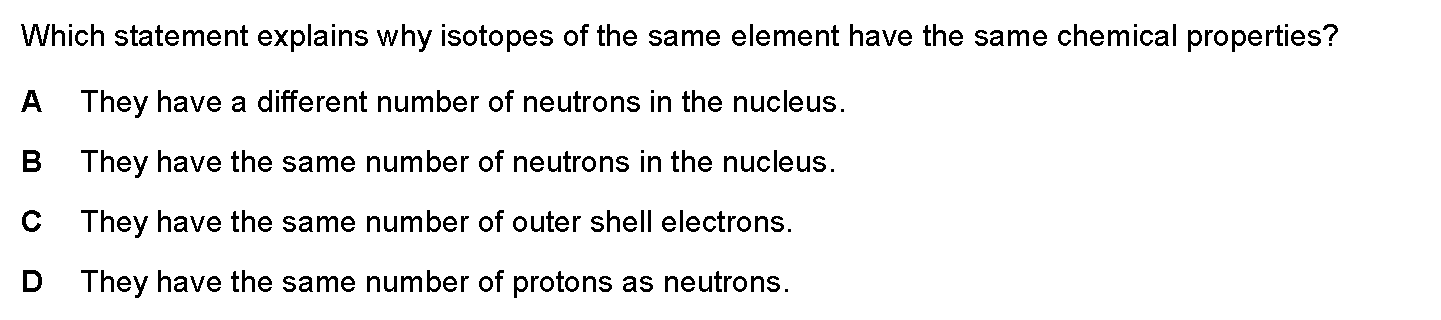 Which statement explains why isotopes of the same element have the same chemical properties?
A They have a different number of neutrons in the nucleus.
B They have the same number of neutrons in the nucleus.
C They have the same number of outer shell electrons.
D They have the same number of protons as neutrons.